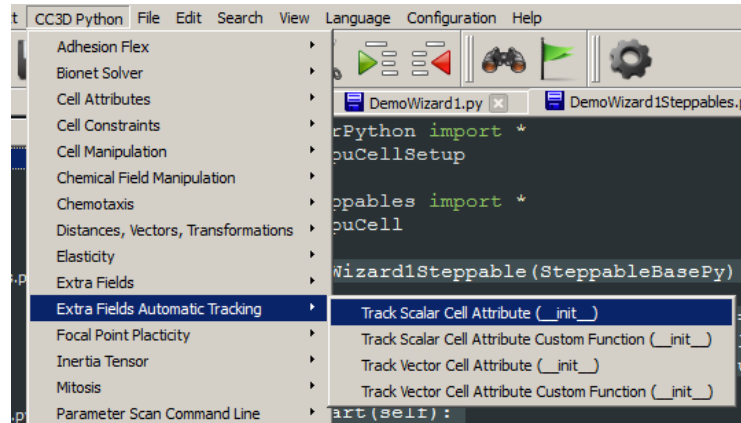 t CC3D Python File Edit Search View Language Configuration Help
Adhesion Flex
Bionet Solver
Cell Attributes
Cell Constraints
Cell Manipulation
Chemical Field Manipulation
Chemotaxis
Distances, Vectors, Transformations
Elasticity
Extra Fields
Extra Fields Automatic Tracking
Focal Point Placticity
Inertia Tensor
Mitosis
Parameter Scan Command Line
DemoWizard1.py DemoWizard1Steppables.
rPython import *
puCellSetup
ppables import *
puCell
Wizard1Steppable(SteppableBasePy)
Track Scalar Cell Attribute (__init__)
Track Scalar Cell Attribute Custom Function (__init__)
Track Vector Cell Attribute (__init__)
Track Vector Cell Attribute Custom Function (__init__)
art(self):
s.p
.py